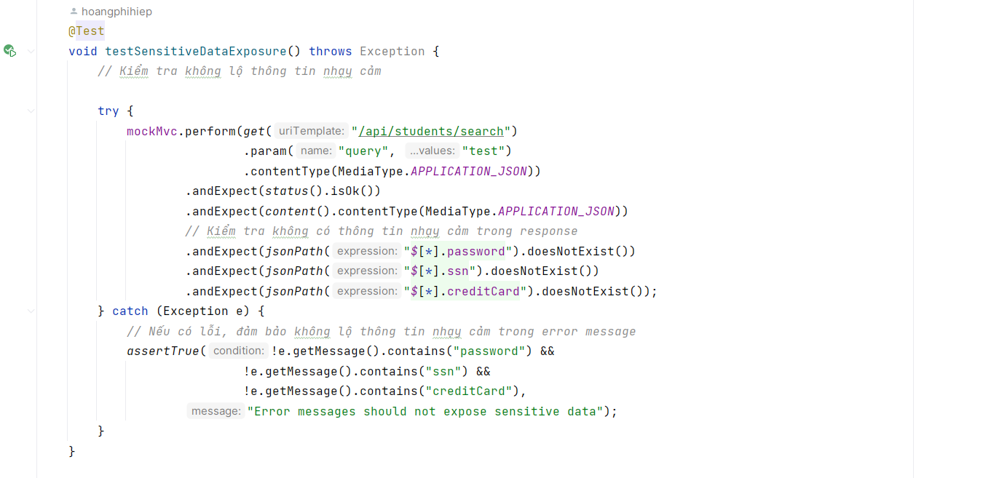 hoangphihiep
@Test
void testSensitiveDataExposure() throws Exception {
// Kiểm tra không lộ thông tin nhạy cảm
try {
mockMvc.perform(get( uriTemplate: "/api/students/search")
.param( name: "query", ...values: "test")
.contentType(MediaType.APPLICATION_JSON))
.andExpect(status().isOk())
.andExpect(content().contentType(MediaType.APPLICATION_JSON))
// Kiểm tra không có thông tin nhạy cảm trong response
.andExpect(jsonPath( expression: "$[*].password").doesNotExist())
.andExpect(jsonPath( expression: "$[*].ssn").doesNotExist())
.andExpect(jsonPath( expression: "$[*].creditCard").doesNotExist());
} catch (Exception e) {
// Nếu có lỗi, đảm bảo không lộ thông tin nhạy cảm trong error message
assertTrue( condition: !e.getMessage().contains("password") &&
!e.getMessage().contains("ssn") &&
!e.getMessage().contains("creditCard"),
message: "Error messages should not expose sensitive data");
}
}